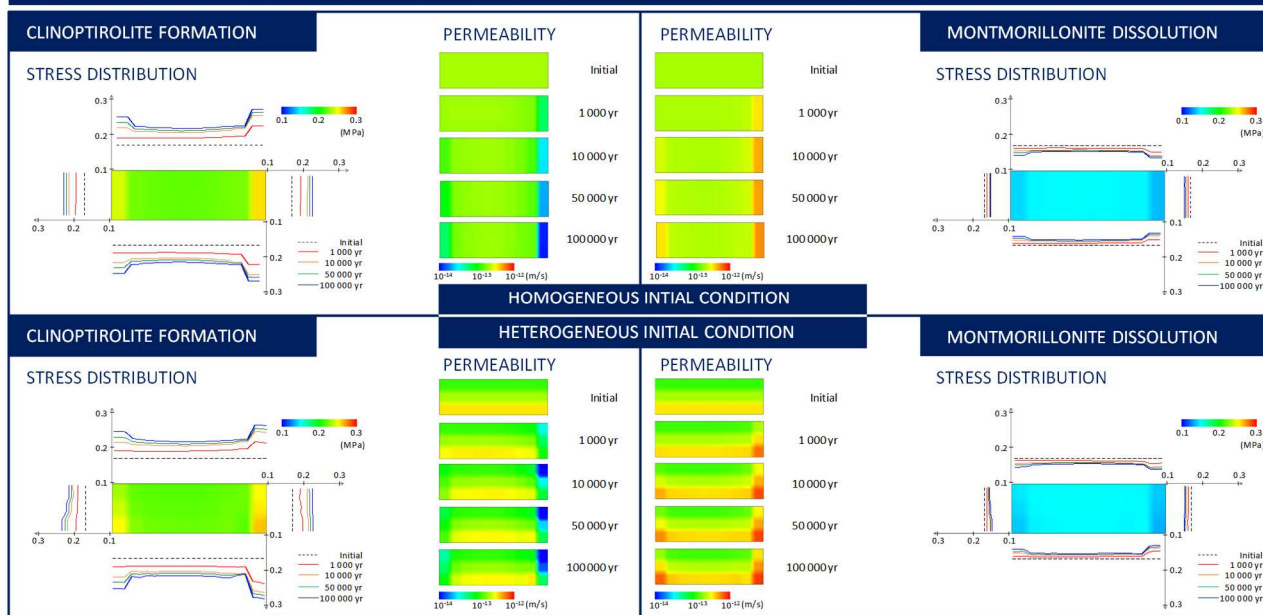 CLINOPTIROLITE FORMATION
STRESS DISTRIBUTION
0.3
0.2
0.1
0.1 0.2 0.3
(MPa)
0.1 0.2 0.3
0.3 0.2 0.1
0.1
0.2
0.3
Initial
1 000 yr
10 000 yr
50 000 yr
100 000 yr
PERMEABILITY
Initial
1 000 yr
10 000 yr
50 000 yr
100 000 yr
10-14 10-13 10-12 (m/s)
PERMEABILITY
Initial
1 000 yr
10 000 yr
50 000 yr
100 000 yr
10-14 10-13 10-12 (m/s)
MONTMORILLONITE DISSOLUTION
STRESS DISTRIBUTION
0.3
0.2
0.1
0.1 0.2 0.3
(MPa)
0.1 0.2 0.3
0.3 0.2 0.1
0.1
0.2
0.3
Initial
1 000 yr
10 000 yr
50 000 yr
100 000 yr
HOMOGENEOUS INTIAL CONDITION
HETEROGENEOUS INITIAL CONDITION
CLINOPTIROLITE FORMATION
STRESS DISTRIBUTION
0.3
0.2
0.1
0.1 0.2 0.3
(MPa)
0.1 0.2 0.3
0.3 0.2 0.1
0.1
0.2
0.3
Initial
1 000 yr
10 000 yr
50 000 yr
100 000 yr
PERMEABILITY
Initial
1 000 yr
10 000 yr
50 000 yr
100 000 yr
10-14 10-13 10-12 (m/s)
PERMEABILITY
Initial
1 000 yr
10 000 yr
50 000 yr
100 000 yr
10-14 10-13 10-12 (m/s)
MONTMORILLONITE DISSOLUTION
STRESS DISTRIBUTION
0.3
0.2
0.1
0.1 0.2 0.3
(MPa)
0.1 0.2 0.3
0.3 0.2 0.1
0.1
0.2
0.3
Initial
1 000 yr
10 000 yr
50 000 yr
100 000 yr